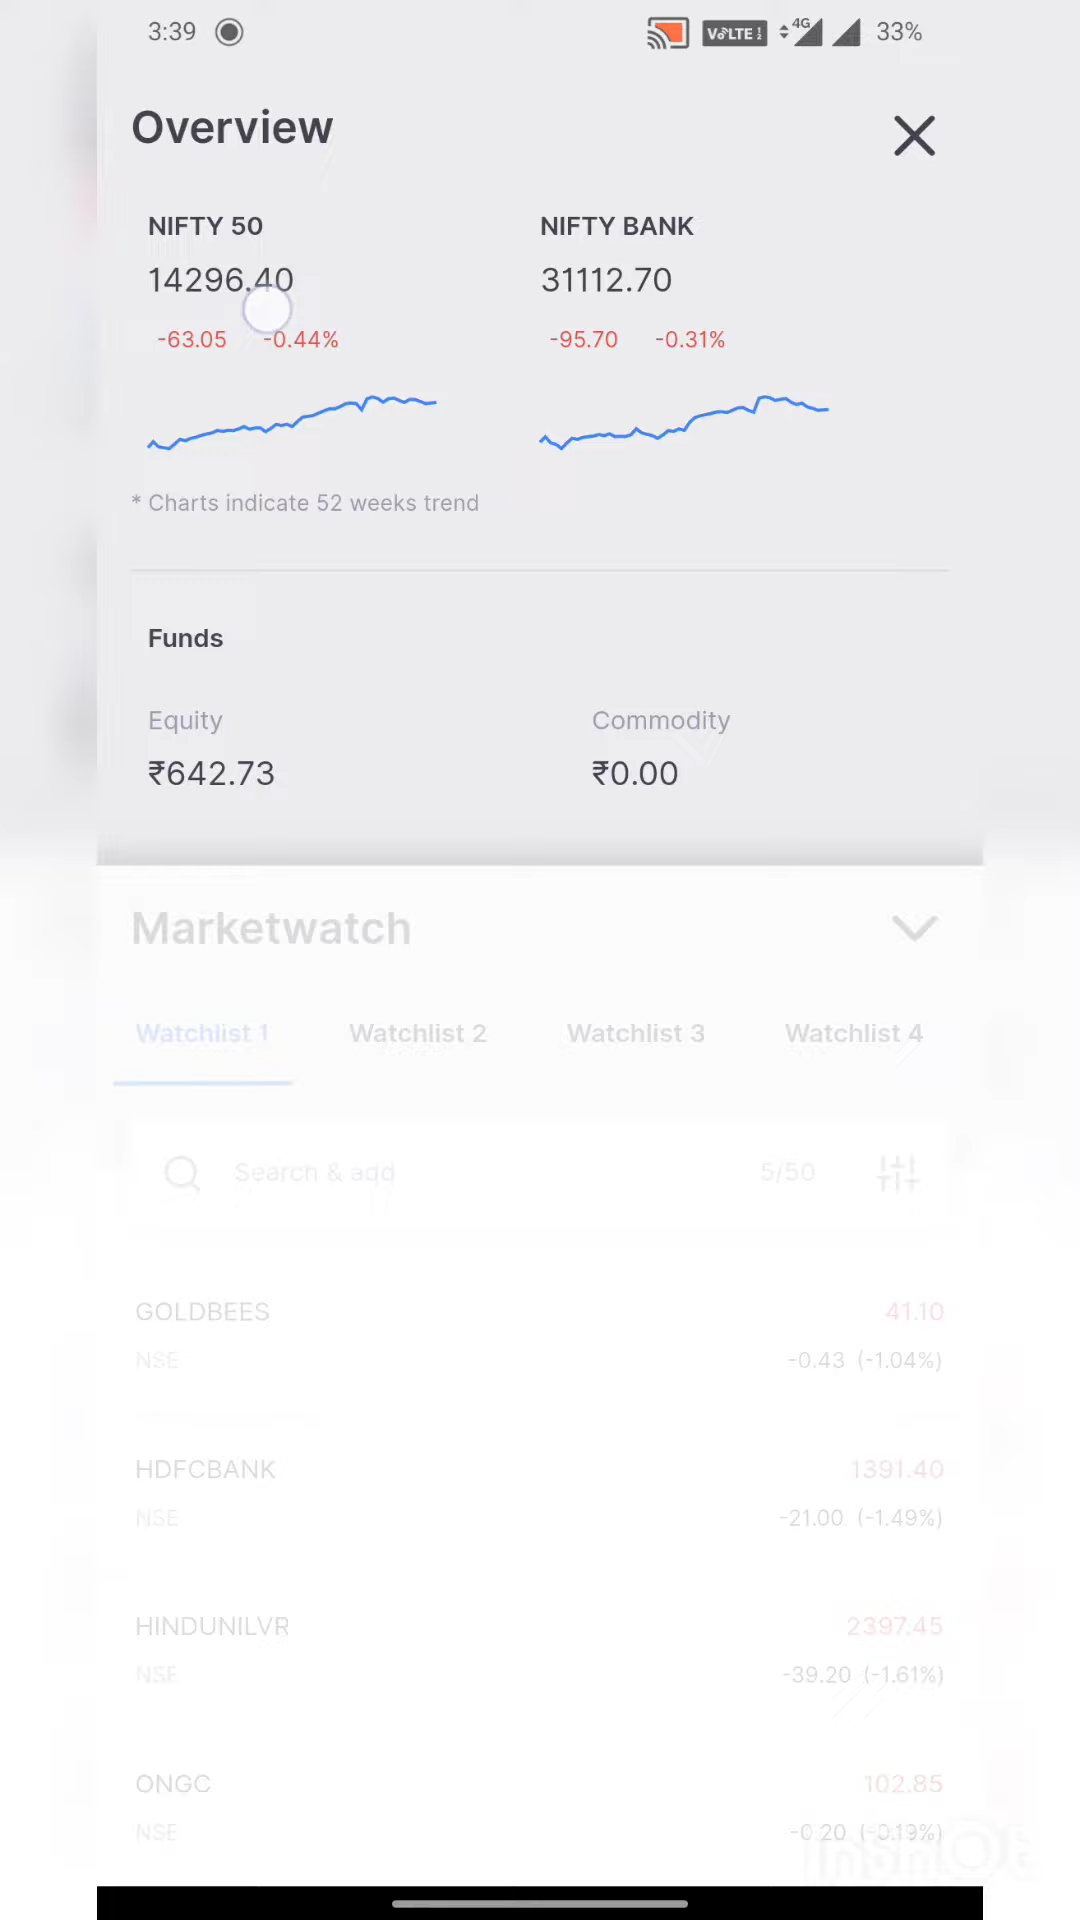 3:39 VoLTE 4G 33%
Overview
NIFTY 50 NIFTY BANK
14296.40 31112.70
-63.05 -0.44% -95.70 -0.31%
* Charts indicate 52 weeks trend
Funds
Equity Commodity
₹642.73 ₹0.00
Marketwatch
Watchlist 1 Watchlist 2 Watchlist 3 Watchlist 4
Search & add 5/50
GOLDBEES 41.10
NSE -0.43 (-1.04%)
HDFCBANK 1391.40
NSE -21.00 (-1.49%)
HINDUNILVR 2397.45
NSE -39.20 (-1.61%)
ONGC 102.85
NSE -0.20 (-0.19%)